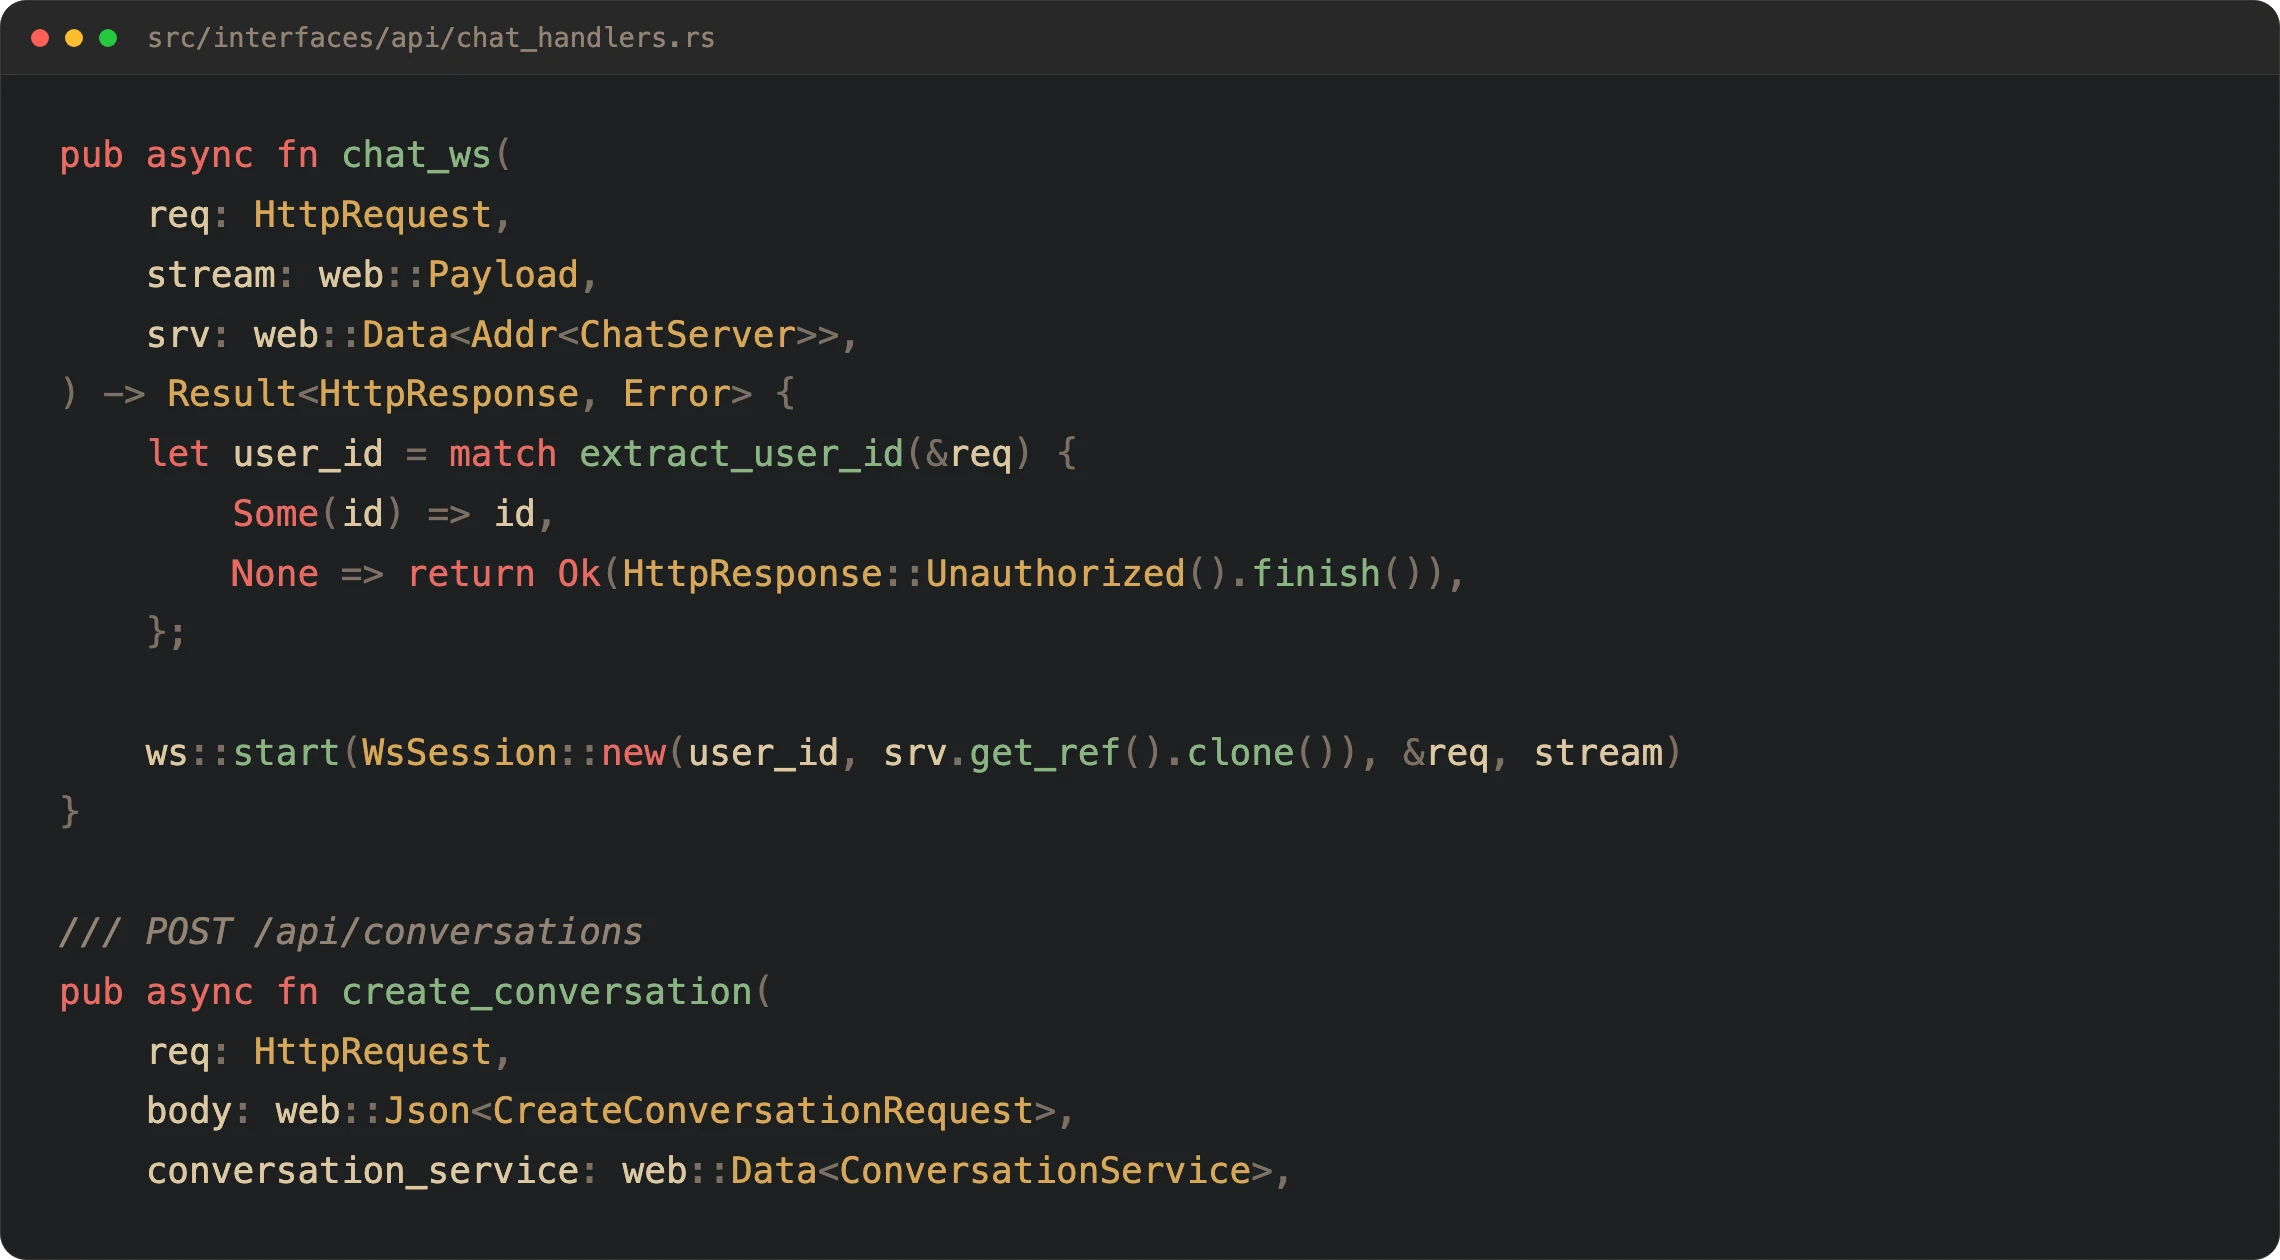 src/interfaces/api/chat_handlers.rs
pub async fn chat_ws(
    req: HttpRequest,
    stream: web::Payload,
    srv: web::Data<Addr<ChatServer>>,
) -> Result<HttpResponse, Error> {
    let user_id = match extract_user_id(&req) {
        Some(id) => id,
        None => return Ok(HttpResponse::Unauthorized().finish()),
    };
    ws::start(WsSession::new(user_id, srv.get_ref().clone()), &req, stream)
}
/// POST /api/conversations
pub async fn create_conversation(
    req: HttpRequest,
    body: web::Json<CreateConversationRequest>,
    conversation_service: web::Data<ConversationService>,